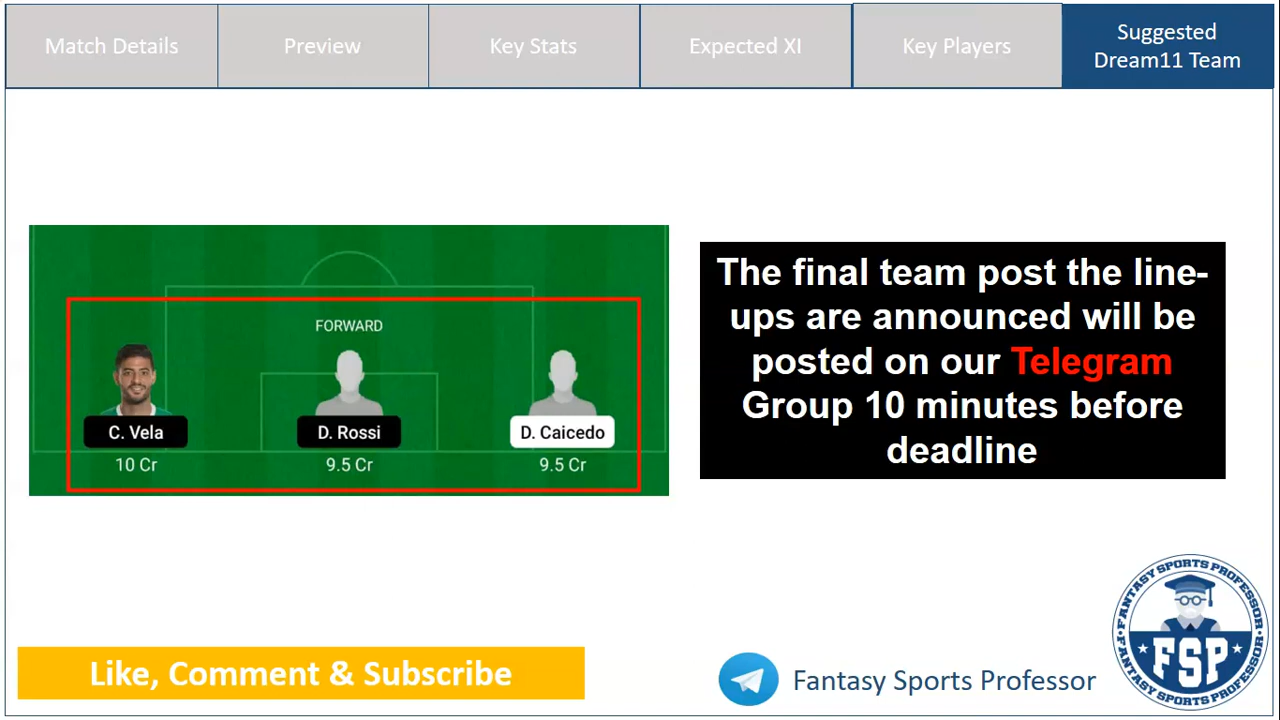 Match Details
Preview
Key Stats
Expected XI
Key Players
Suggested
Dream11 Team
FORWARD
C. Vela
D. Rossi
D. Caicedo
10 Cr
9.5 Cr
9.5 Cr
The final team post the line-
ups are announced will be
posted on our Telegram
Group 10 minutes before
deadline
Like, Comment & Subscribe
Fantasy Sports Professor
FANTASY SPORTS PROFESSOR
FANTASY SPORTS PROFESSOR
FSP